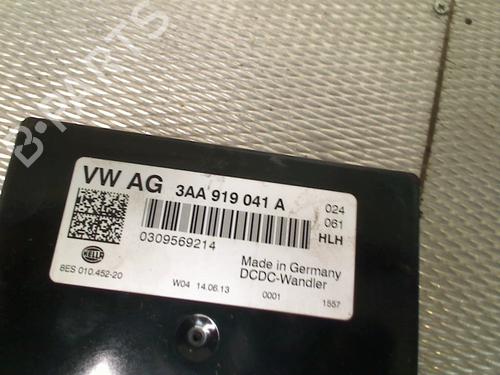 B-PARTS
VW AG 3AA 919 041 A
024
061
HLH
0309569214
HELLA
8ES 010.452-20
Made in Germany
DCDC-Wandler
W04 14.06.13 0001 1557